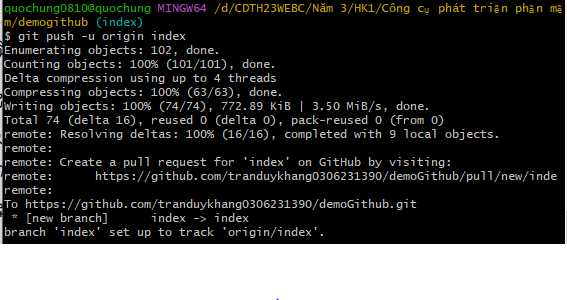 quochung0810@quochung MINGW64 /d/CDTH23WEBC/Năm 3/HK1/Công cụ phát triển phần mề
m/demogithub (index)
$ git push -u origin index
Enumerating objects: 102, done.
Counting objects: 100% (101/101), done.
Delta compression using up to 4 threads
Compressing objects: 100% (63/63), done.
Writing objects: 100% (74/74), 772.89 KiB | 3.50 MiB/s, done.
Total 74 (delta 16), reused 0 (delta 0), pack-reused 0 (from 0)
remote: Resolving deltas: 100% (16/16), completed with 9 local objects.
remote:
remote: Create a pull request for 'index' on GitHub by visiting:
remote:      https://github.com/tranduykhang0306231390/demoGithub/pull/new/inde
remote:
To https://github.com/tranduykhang0306231390/demoGithub.git
 * [new branch]      index -> index
branch 'index' set up to track 'origin/index'.